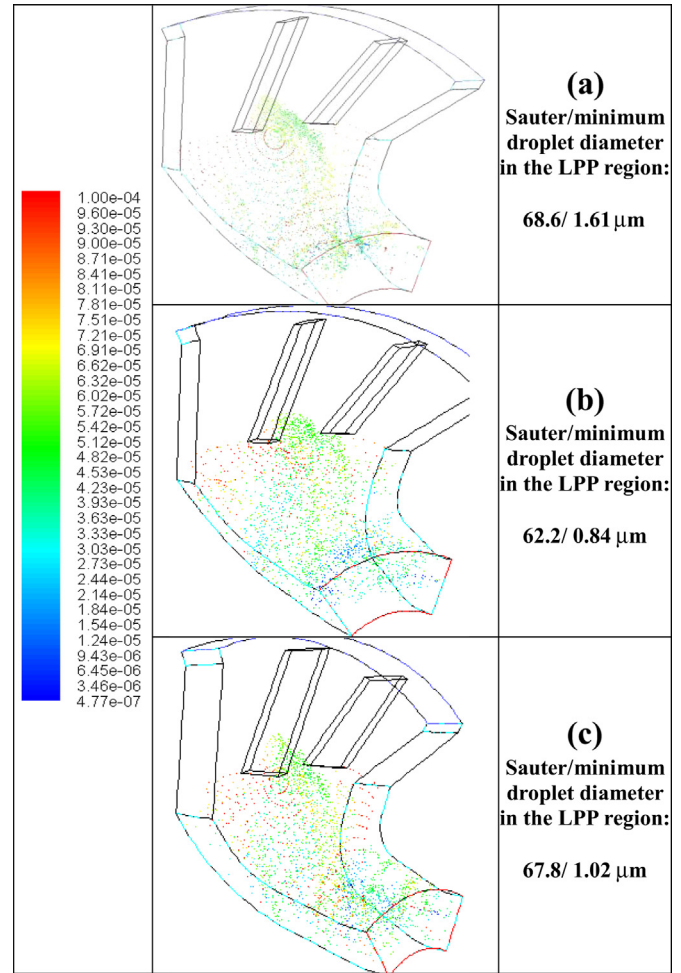 1.00e-04
9.60e-05
9.30e-05
9.00e-05
8.71e-05
8.41e-05
8.11e-05
7.81e-05
7.51e-05
7.21e-05
6.91e-05
6.62e-05
6.32e-05
6.02e-05
5.72e-05
5.42e-05
5.12e-05
4.82e-05
4.53e-05
4.23e-05
3.93e-05
3.63e-05
3.33e-05
3.03e-05
2.73e-05
2.44e-05
2.14e-05
1.84e-05
1.54e-05
1.24e-05
9.43e-06
6.45e-06
3.46e-06
4.77e-07
(a)
Sauter/minimum
droplet diameter
in the LPP region:
68.6/ 1.61 μm
(b)
Sauter/minimum
droplet diameter
in the LPP region:
62.2/ 0.84 μm
(c)
Sauter/minimum
droplet diameter
in the LPP region:
67.8/ 1.02 μm